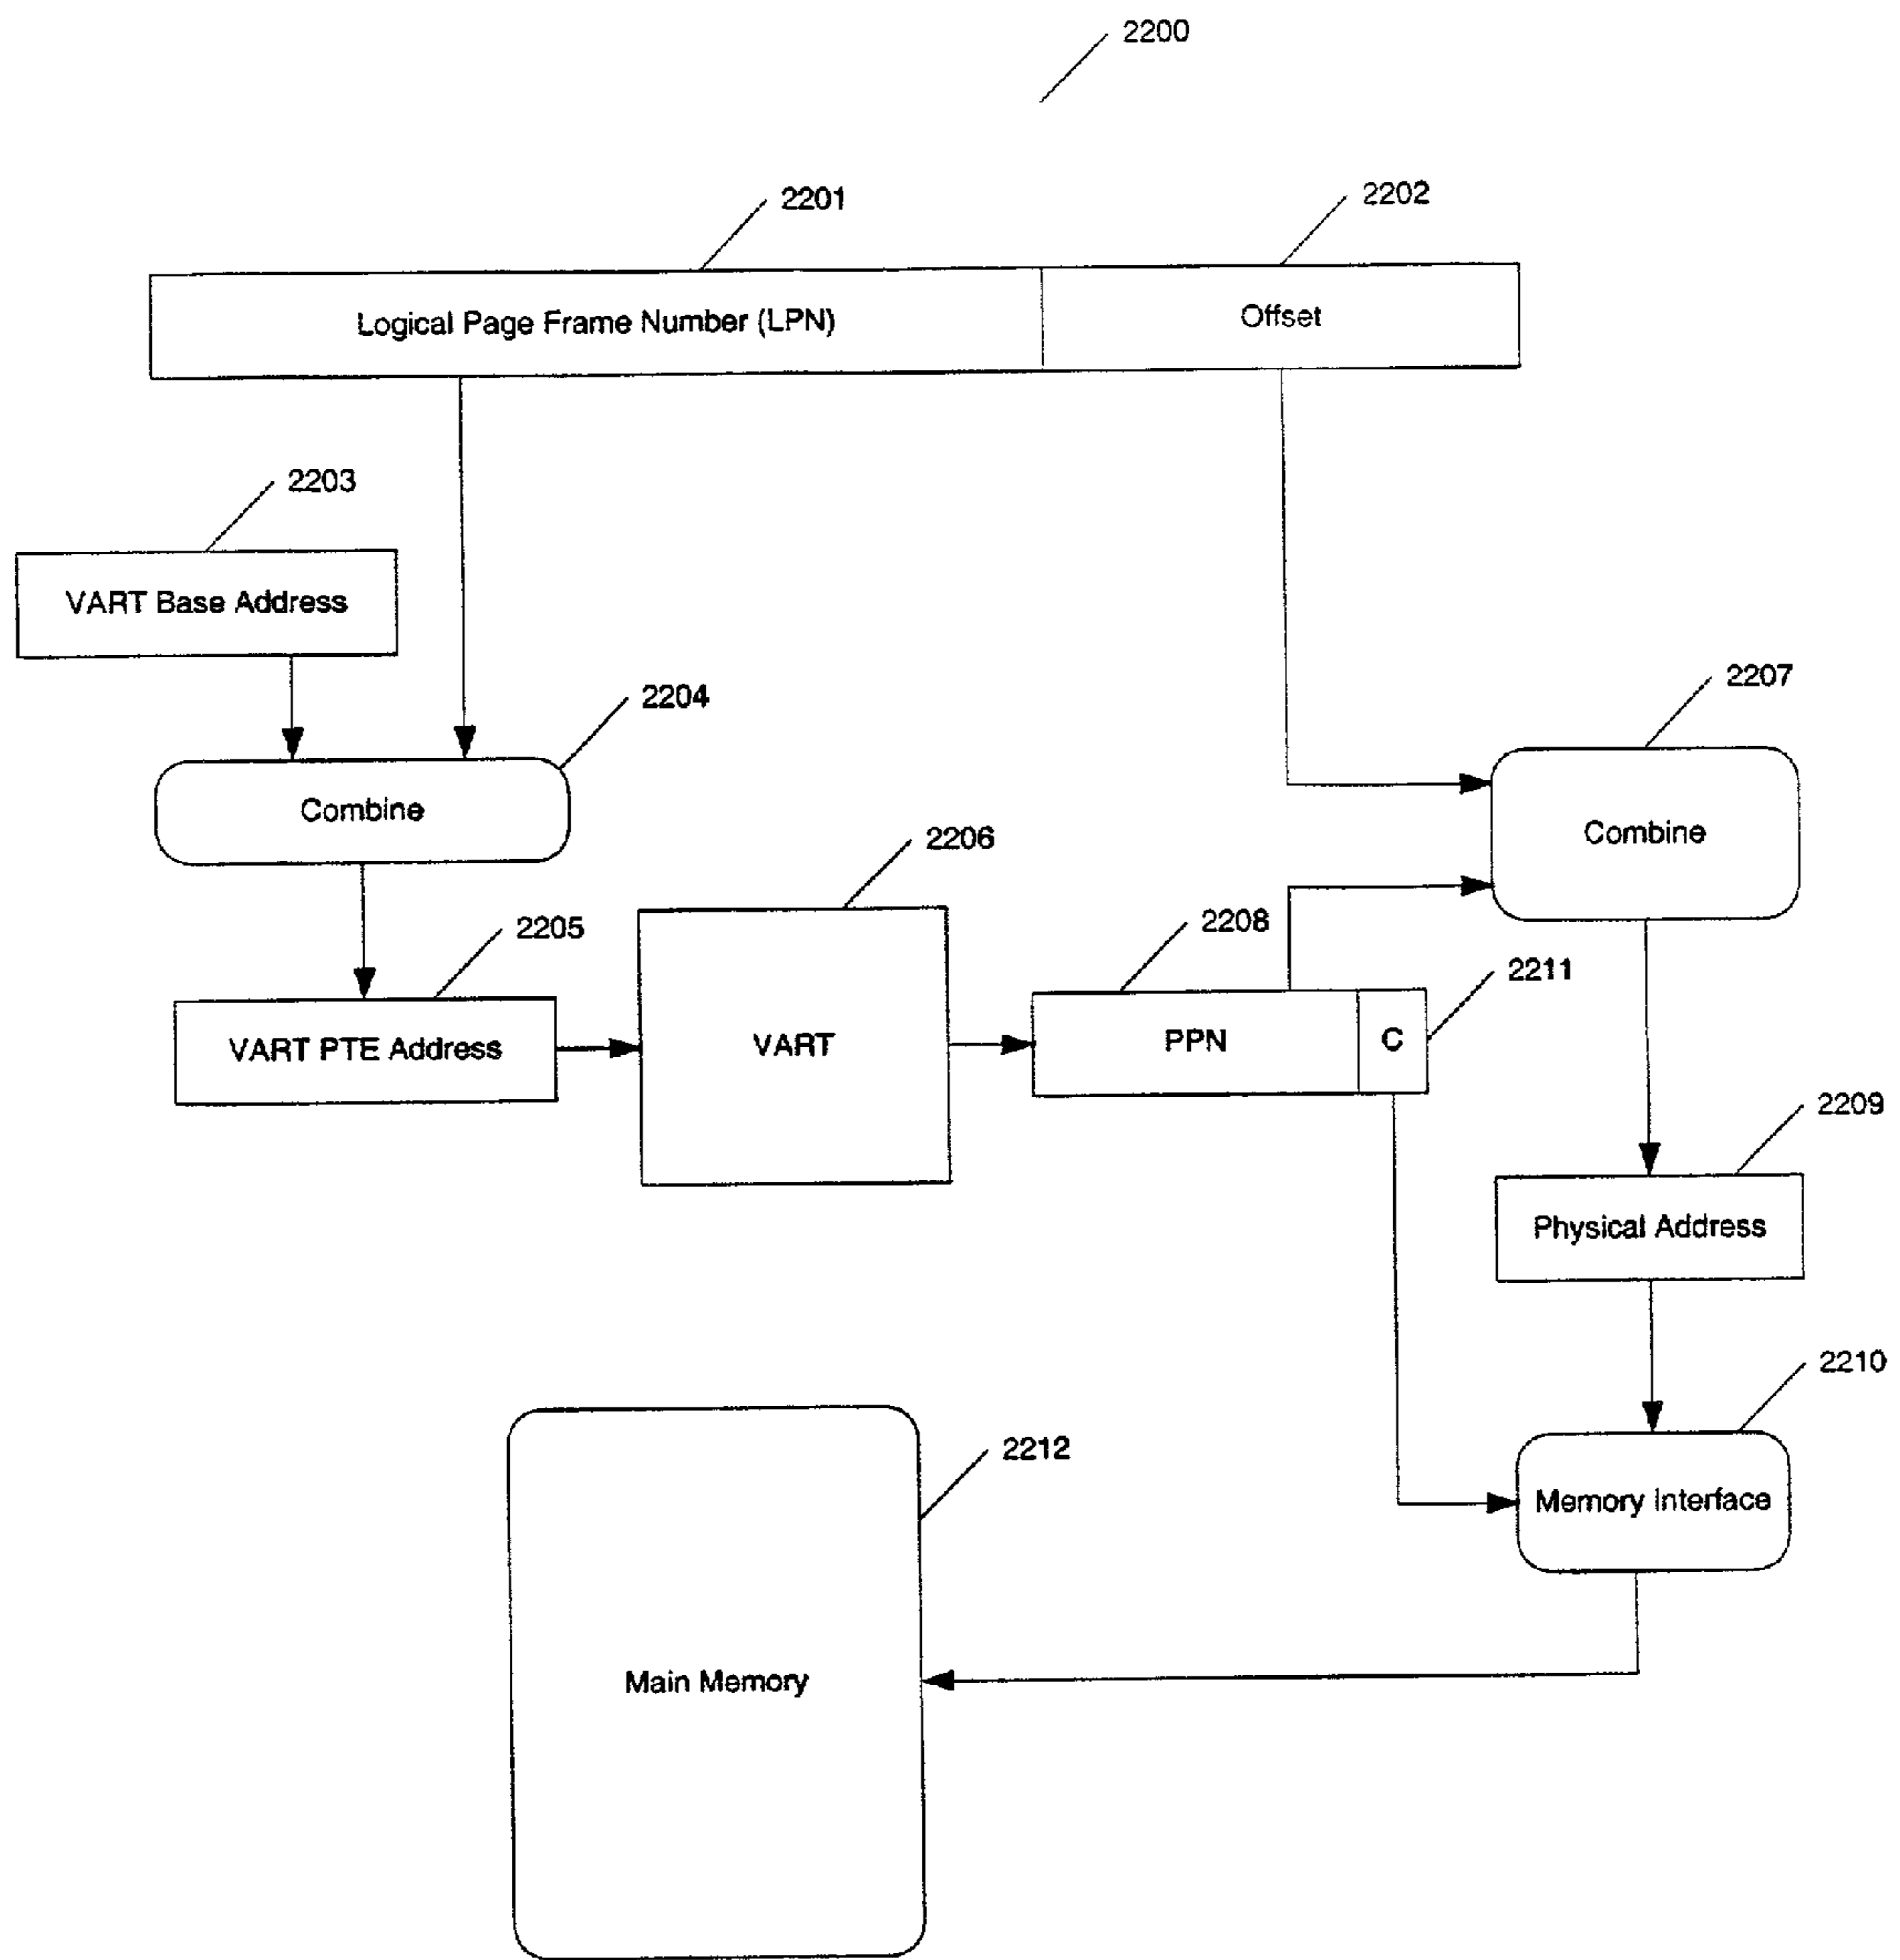 2200
2201
2202
Logical Page Frame Number (LPN)
Offset
2203
VART Base Address
2204
2207
Combine
Combine
2206
2205
2208
2211
VART PTE Address
VART
PPN
C
2209
Physical Address
2210
2212
Memory Interface
Main Memory